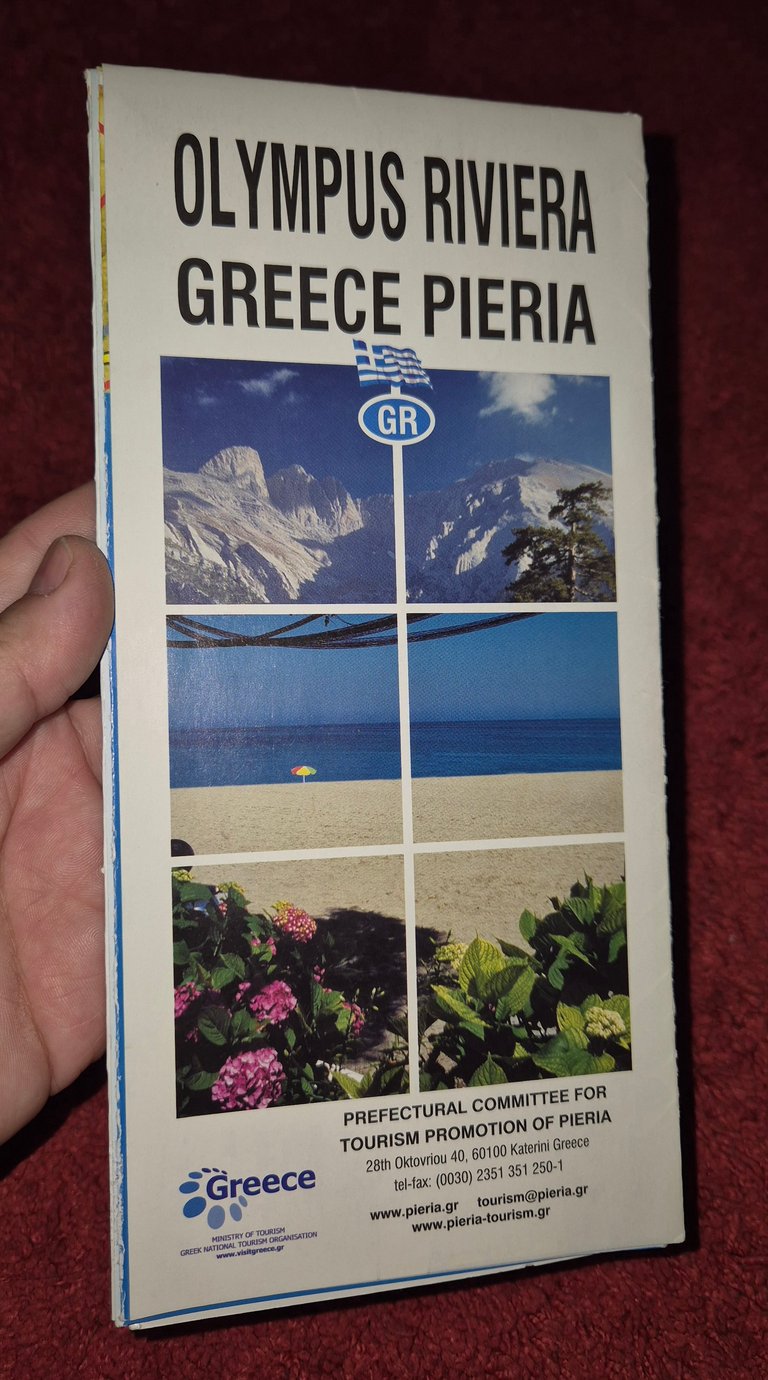 OLYMPUS RIVIERA
GREECE PIERIA
GR
PREFECTURAL COMMITTEE FOR
TOURISM PROMOTION OF PIERIA
28th Oktovriou 40, 60100 Katerini Greece
tel-fax: (0030) 2351 351 250-1
www.pieria.gr tourism@pieria.gr
www.pieria-tourism.gr
Greece
MINISTRY OF TOURISM
GREEK NATIONAL TOURISM ORGANISATION
www.visitgreece.gr